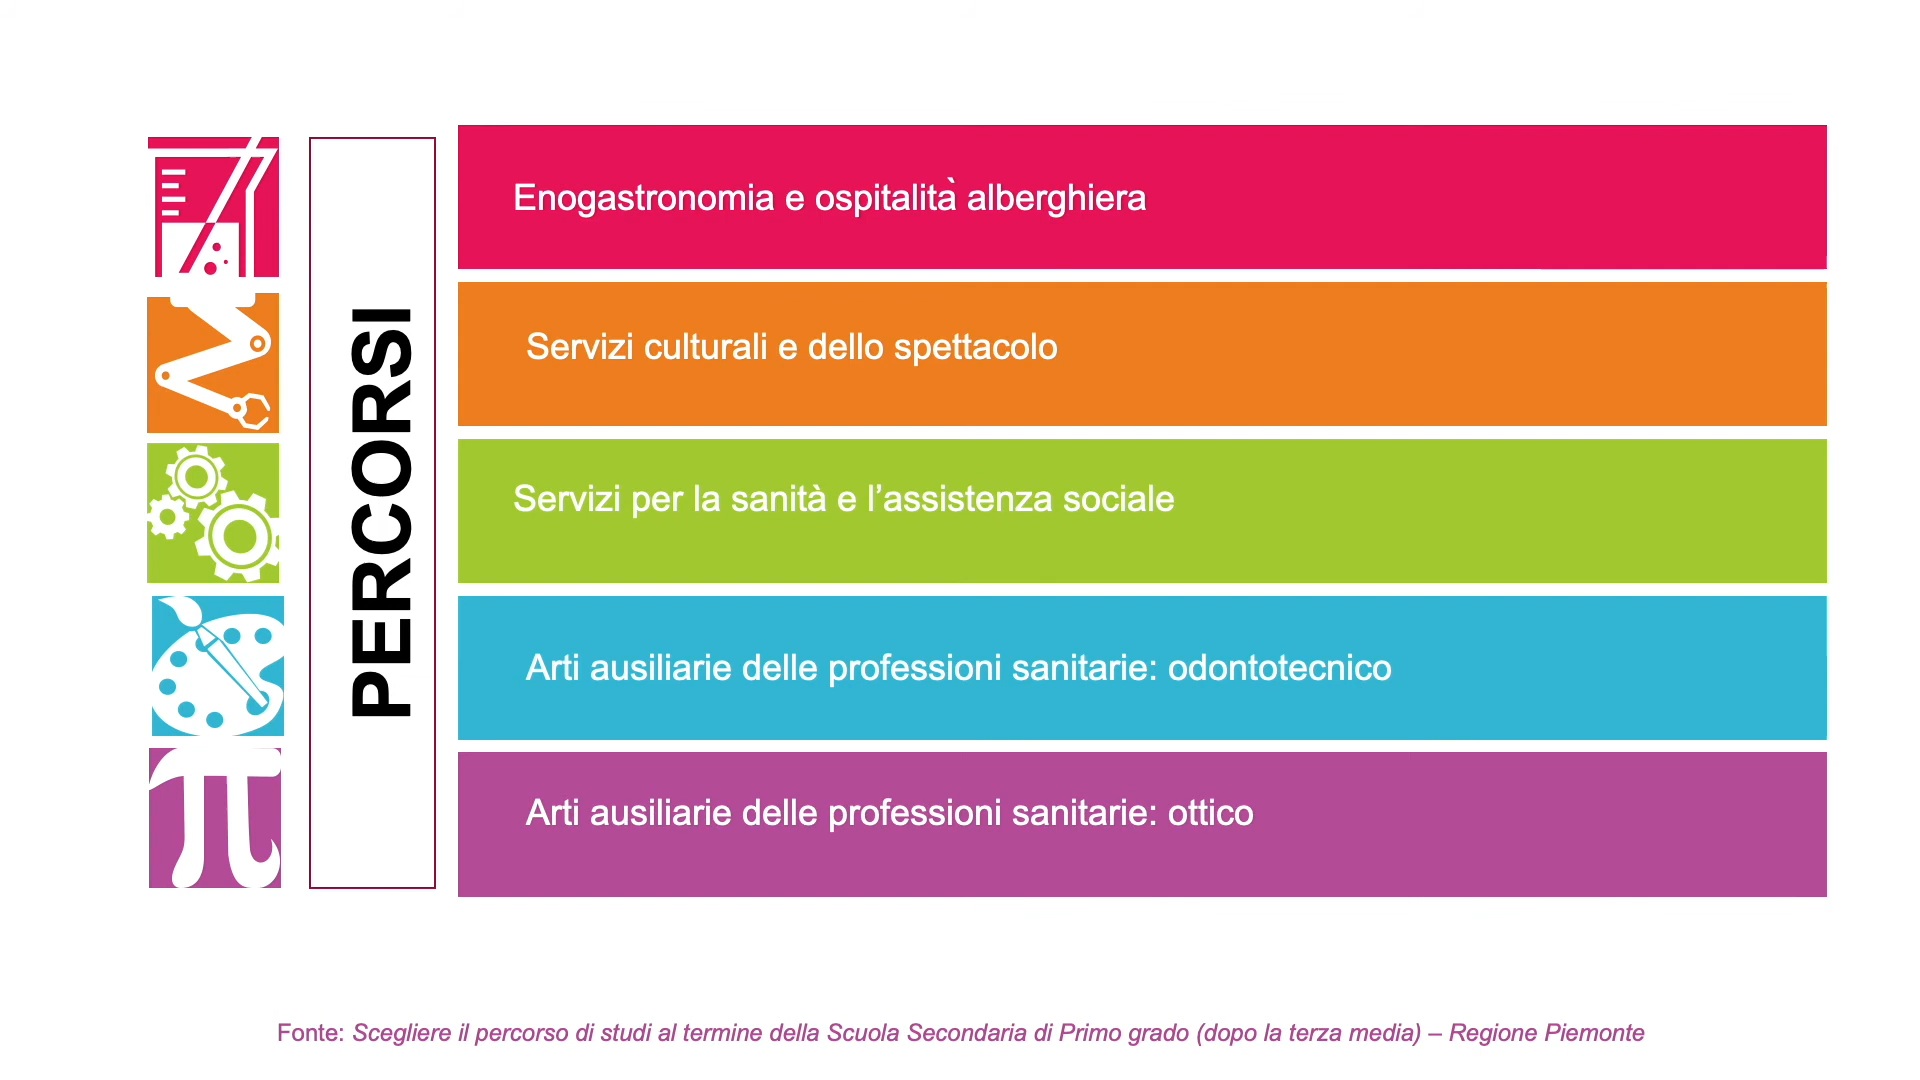 PERCORSI
Enogastronomia e ospitalità alberghiera
Servizi culturali e dello spettacolo
Servizi per la sanità e l’assistenza sociale
Arti ausiliarie delle professioni sanitarie: odontotecnico
Arti ausiliarie delle professioni sanitarie: ottico
Fonte: Scegliere il percorso di studi al termine della Scuola Secondaria di Primo grado (dopo la terza media) – Regione Piemonte